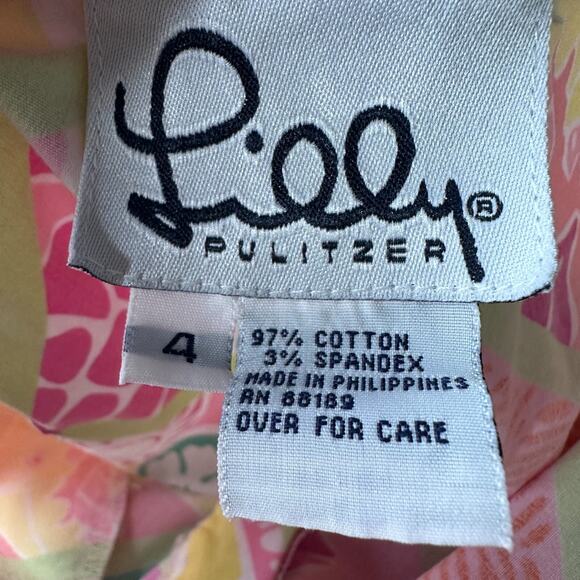 Lilly®
PULITZER
4
97% COTTON
3% SPANDEX
MADE IN PHILIPPINES
RN 88189
OVER FOR CARE